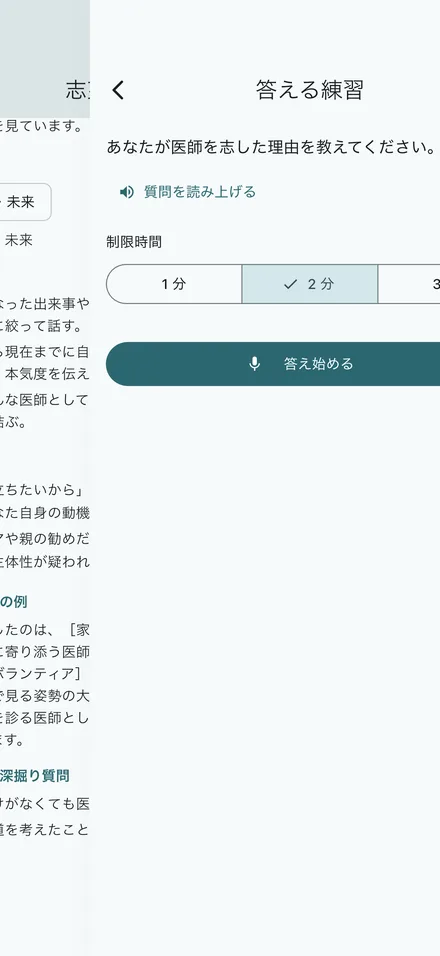 志
答える練習
を見ています。
あなたが医師を志した理由を教えてください。
質問を読み上げる
未来
未来
制限時間
1 分
2 分
3
答え始める
なった出来事や
に絞って話す。
ら現在までに自
本気度を伝え
んな医師として
結ぶ。
立ちたいから」
なた自身の動機
アや親の勧めだ
主体性が疑われ
の例
したのは、［家
に寄り添う医師
ボランティア］
で見る姿勢の大
を診る医師とし
ます。
深掘り質問
けがなくても医
道を考えたこと